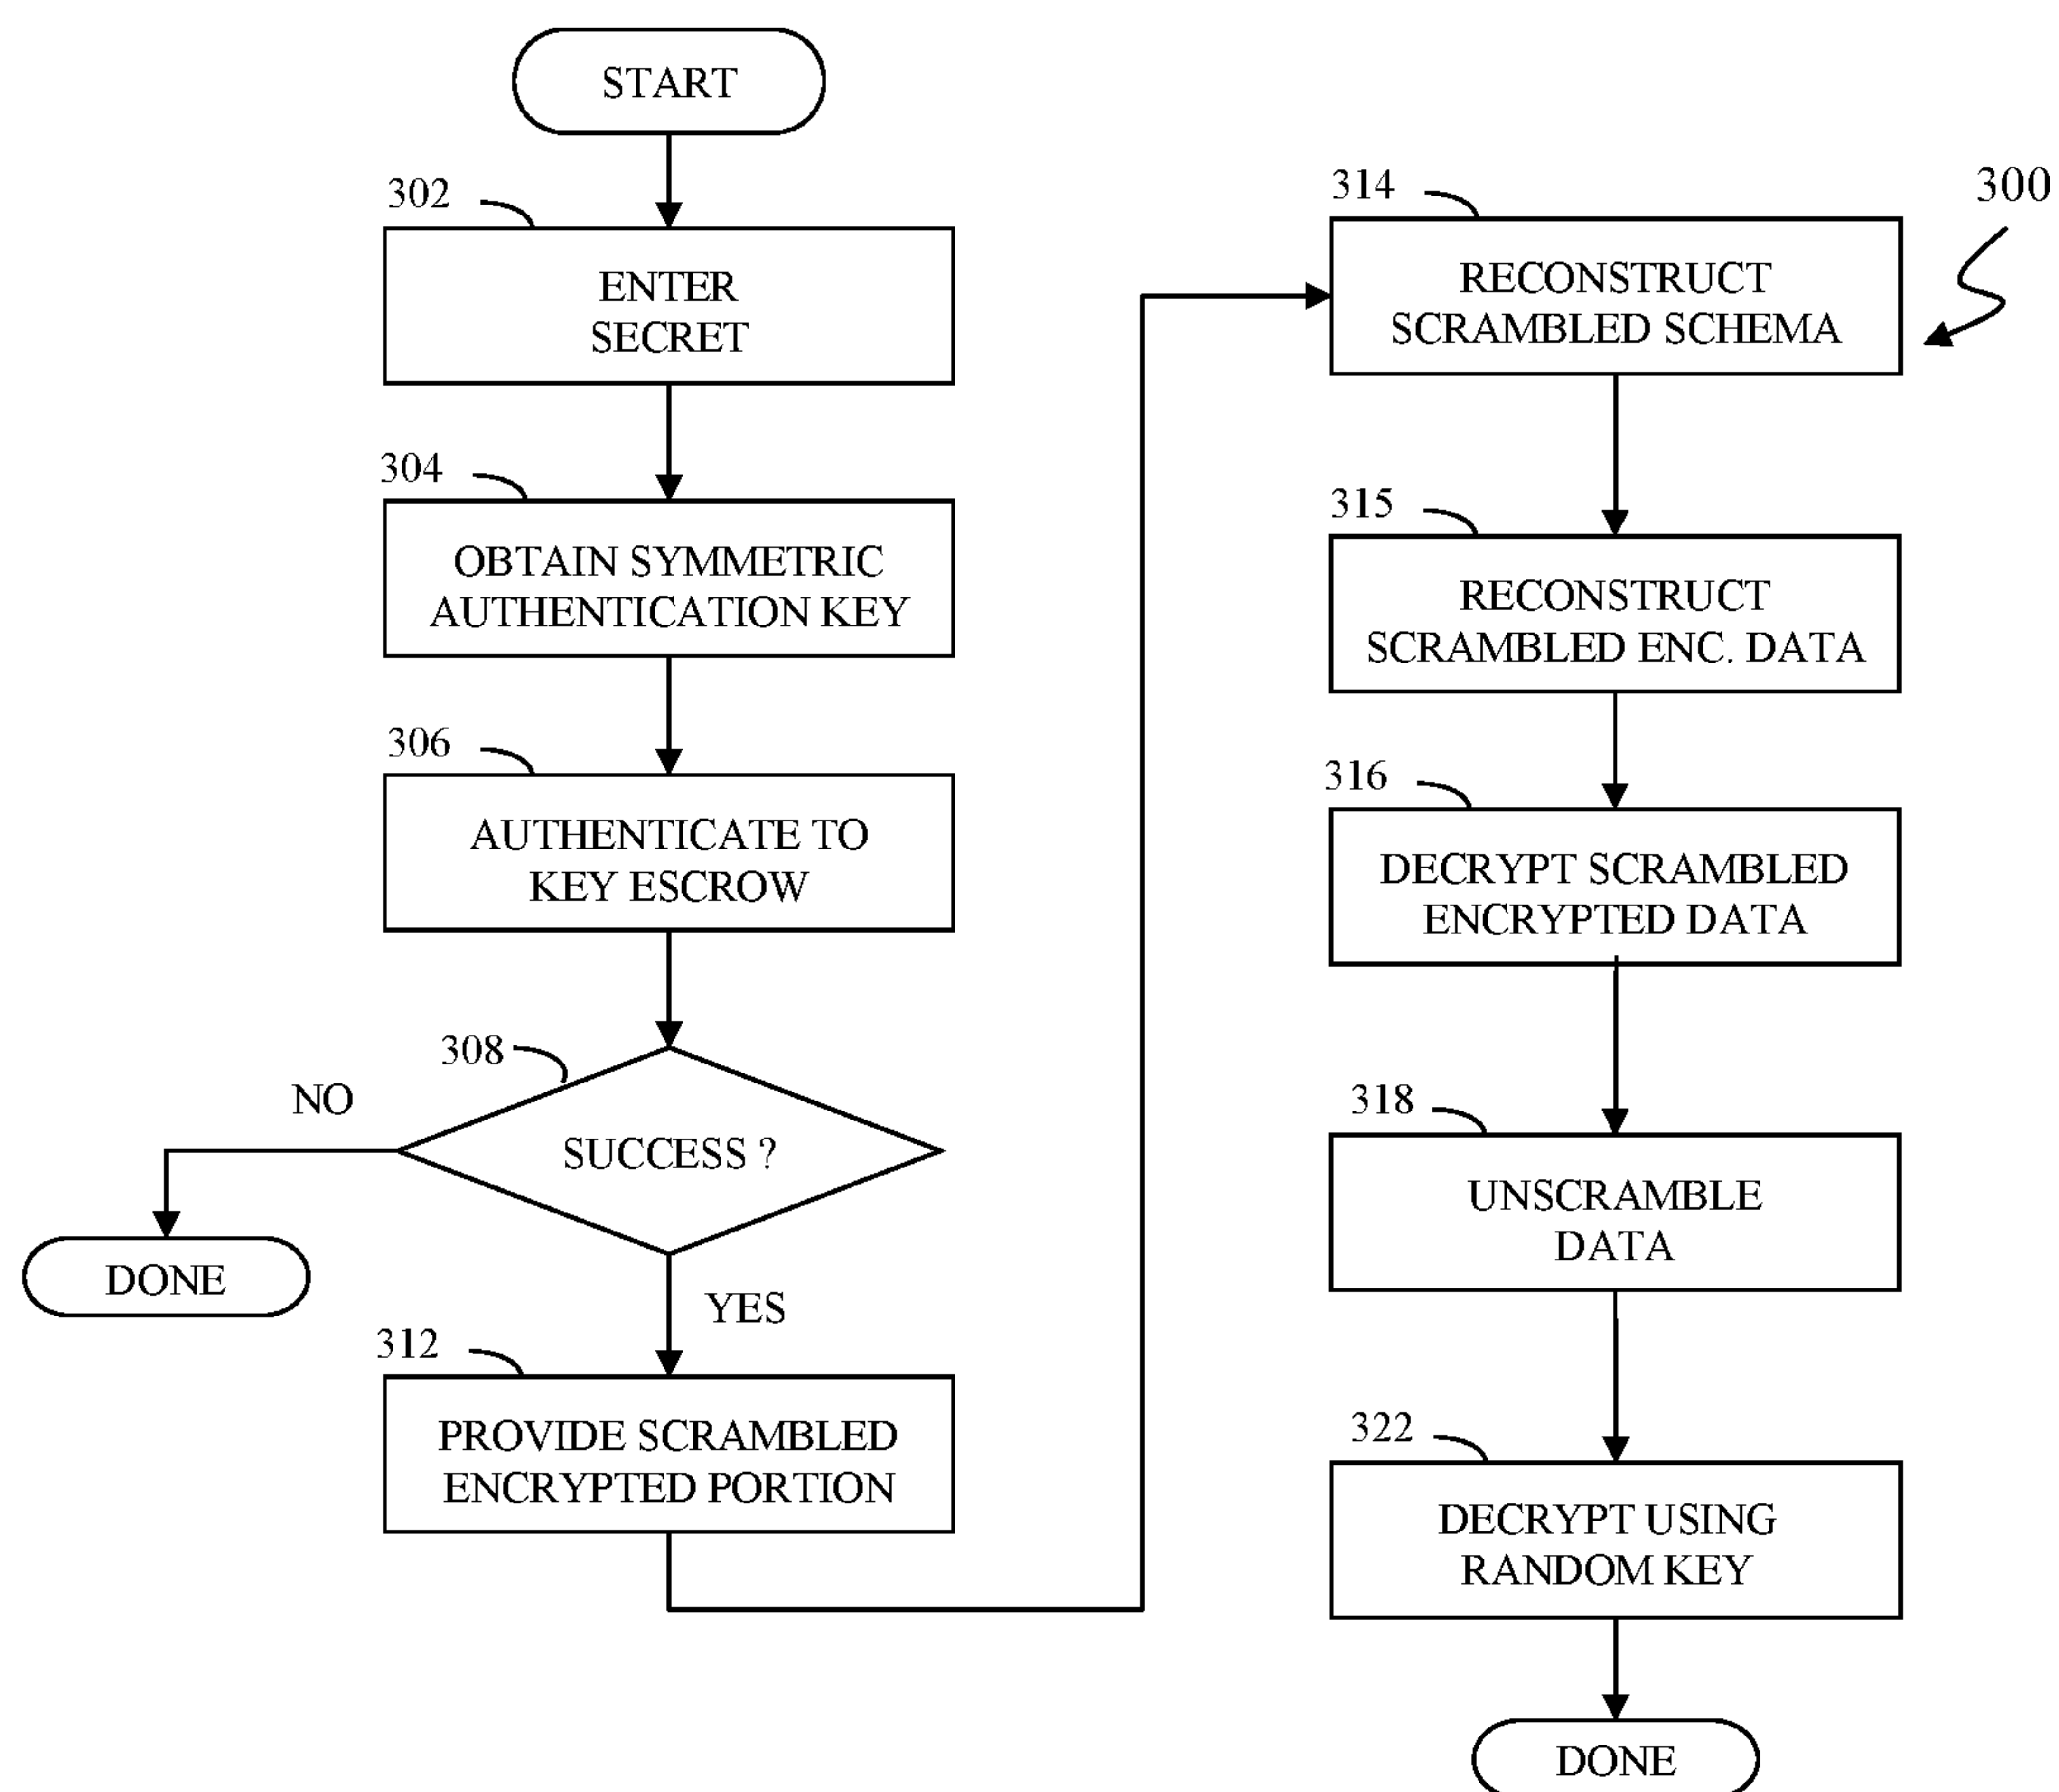 START
302
ENTER
SECRET
304
OBTAIN SYMMETRIC
AUTHENTICATION KEY
306
AUTHENTICATE TO
KEY ESCROW
308
NO
SUCCESS ?
DONE
YES
312
PROVIDE SCRAMBLED
ENCRYPTED PORTION
314
300
RECONSTRUCT
SCRAMBLED SCHEMA
315
RECONSTRUCT
SCRAMBLED ENC. DATA
316
DECRYPT SCRAMBLED
ENCRYPTED DATA
318
UNSCRAMBLE
DATA
322
DECRYPT USING
RANDOM KEY
DONE